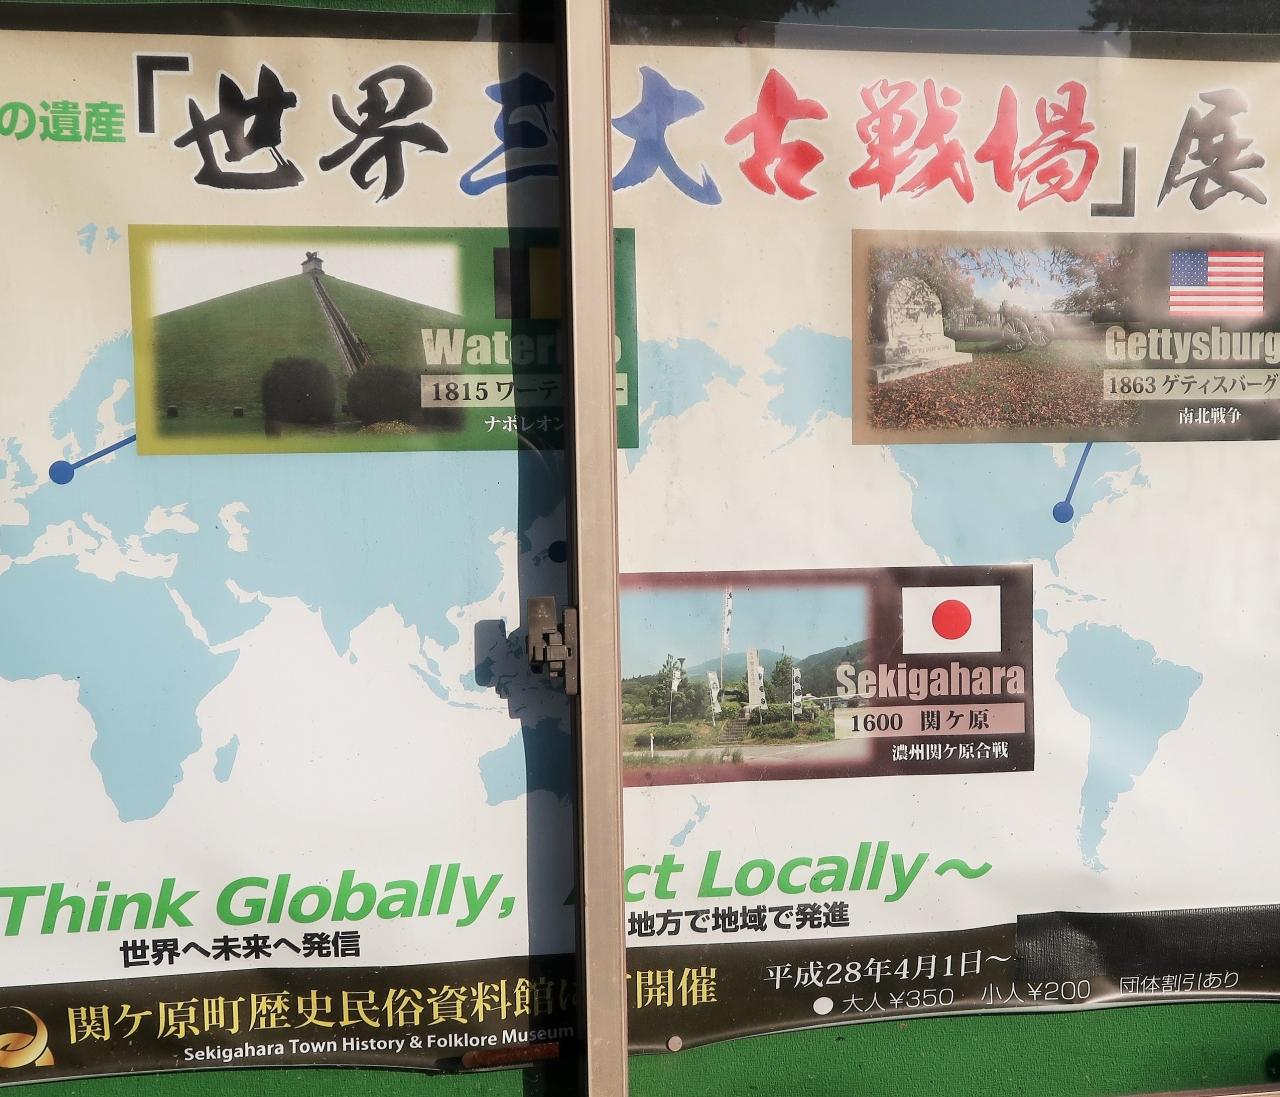 の遺産「世界三大古戦場」展
Waterl o
1815 ワーテ ー
ナポレオン
Gettysburg
1863 ゲティスバーグ
南北戦争
Sekigahara
1600 関ケ原
濃州関ケ原合戦
Think Globally, ct Locally～
世界へ未来へ発信 地方で地域で発進
関ケ原町歴史民俗資料館に 開催
平成28年4月1日～
●大人¥350 小人¥200 団体割引あり
Sekigahara Town History & Folklore Museum